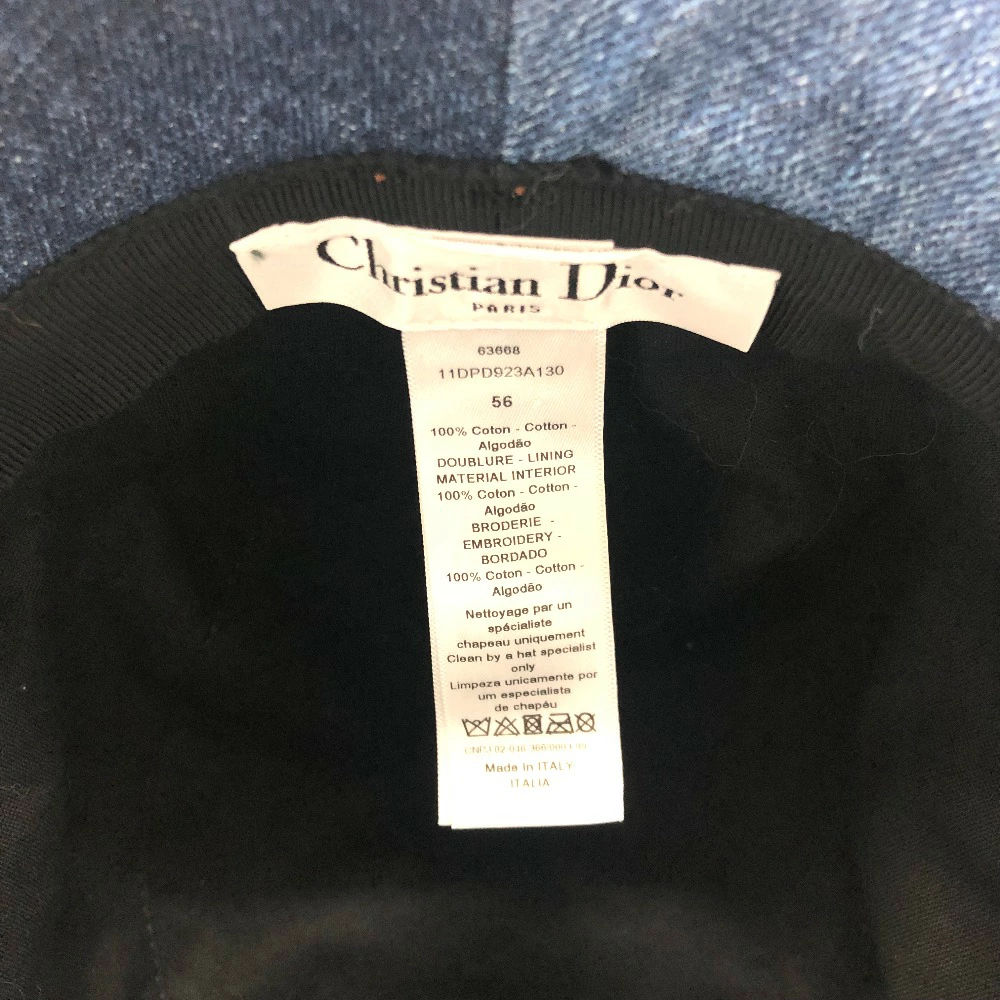 Christian Dior
PARIS
63668
11DPD923A130
56
100% Coton - Cotton -
Algodão
DOUBLURE - LINING
MATERIAL INTERIOR
100% Coton - Cotton -
Algodão
BRODERIE -
EMBROIDERY -
BORDADO
100% Coton - Cotton -
Algodão
Nettoyage par un
spécialiste
chapeau uniquement
Clean by a hat specialist
only
Limpeza unicamente por
um especialista
de chapéu
Made in ITALY
ITALIA